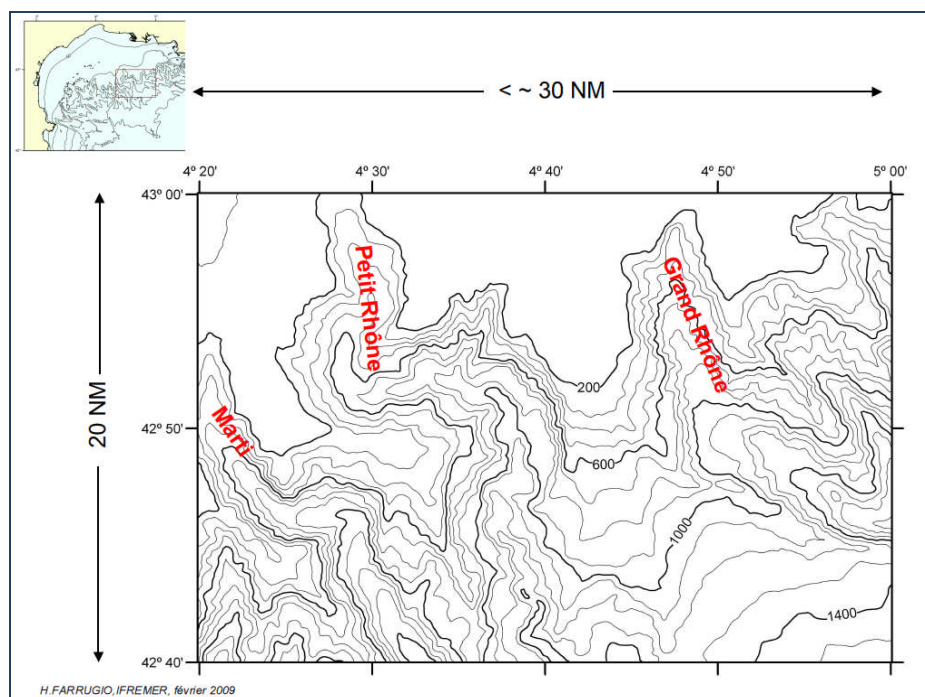 < ~ 30 NM
4º 20'
4º 30'
4º 40'
4º 50'
5º 00'
43º 00'
Petit Rhône
Grand Rhône
200
20 NM
Marti
42º 50'
600
1000
1400
42º 40'
H.FARRUGIO,IFREMER, février 2009